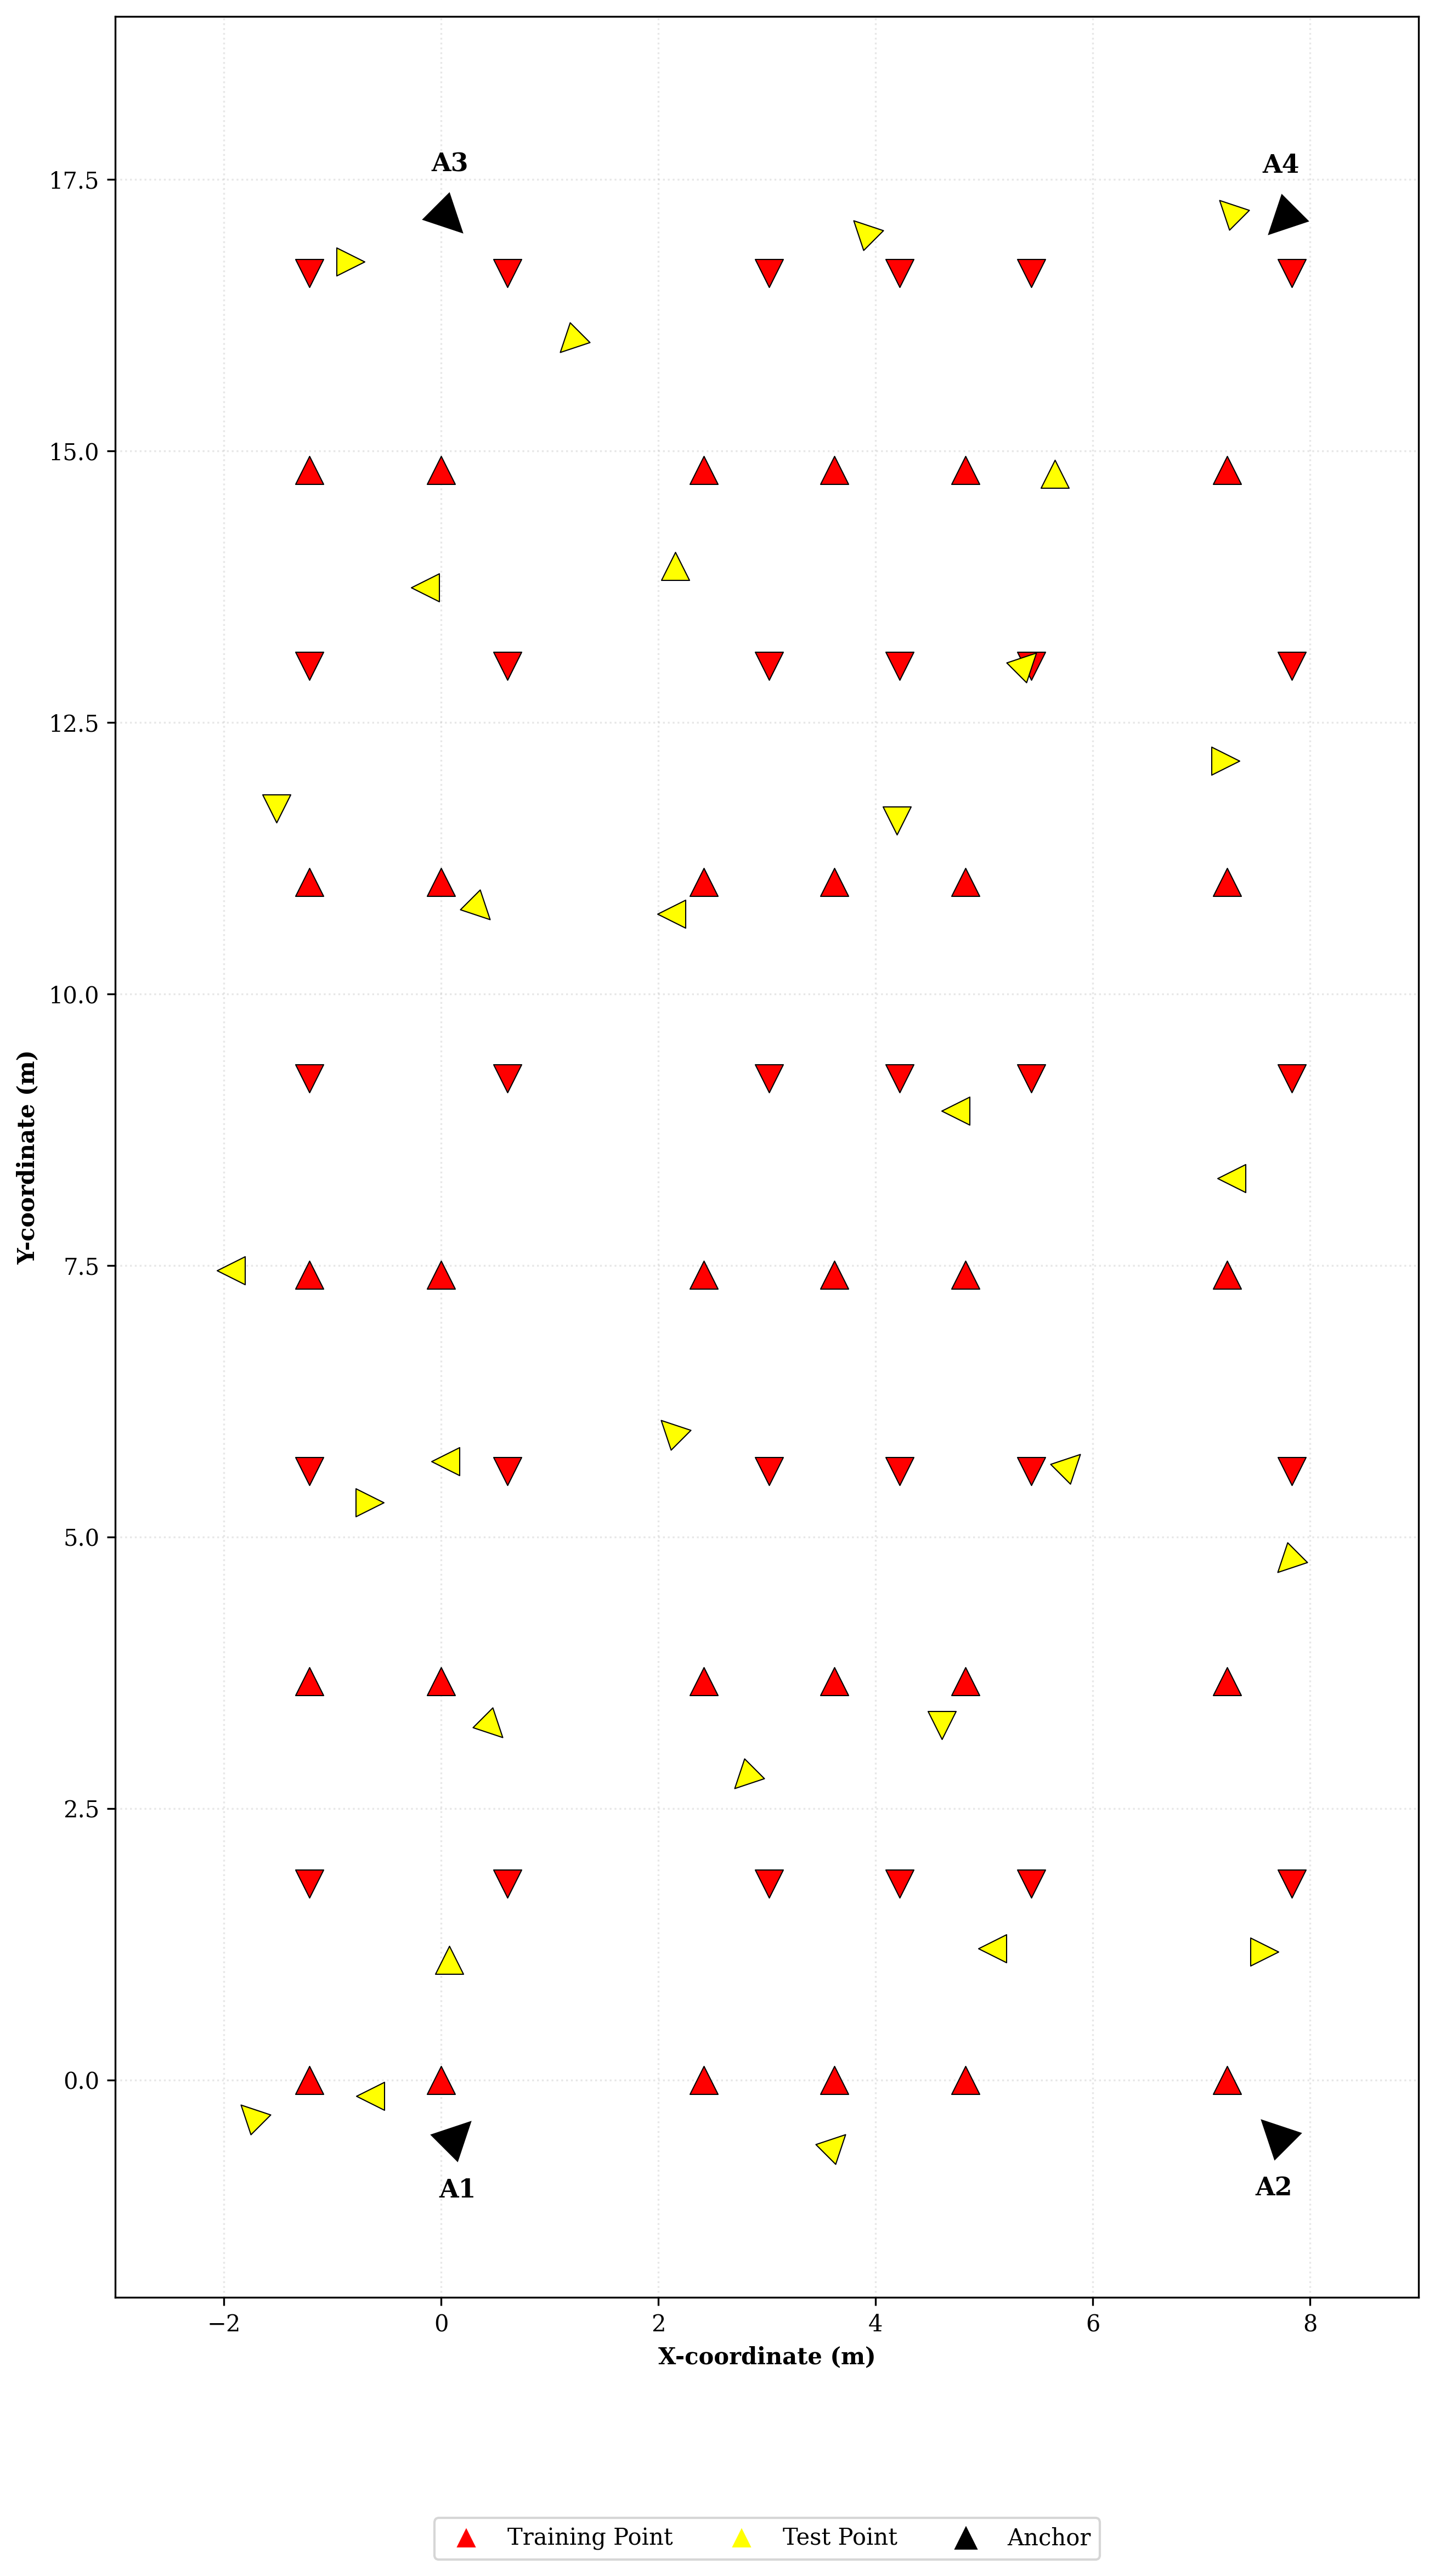 A3
A4
17.5
15.0
12.5
10.0
7.5
5.0
2.5
0.0
Y-coordinate (m)
A1
A2
−2 0 2 4 6 8
X-coordinate (m)
Training Point Test Point Anchor